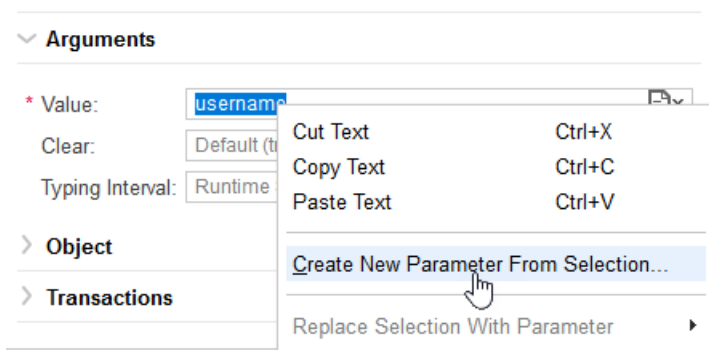 Arguments
* Value: username
Cut Text Ctrl+X
Clear: Default (t
Copy Text Ctrl+C
Typing Interval: Runtime
Paste Text Ctrl+V
Object
Create New Parameter From Selection...
Transactions
Replace Selection With Parameter